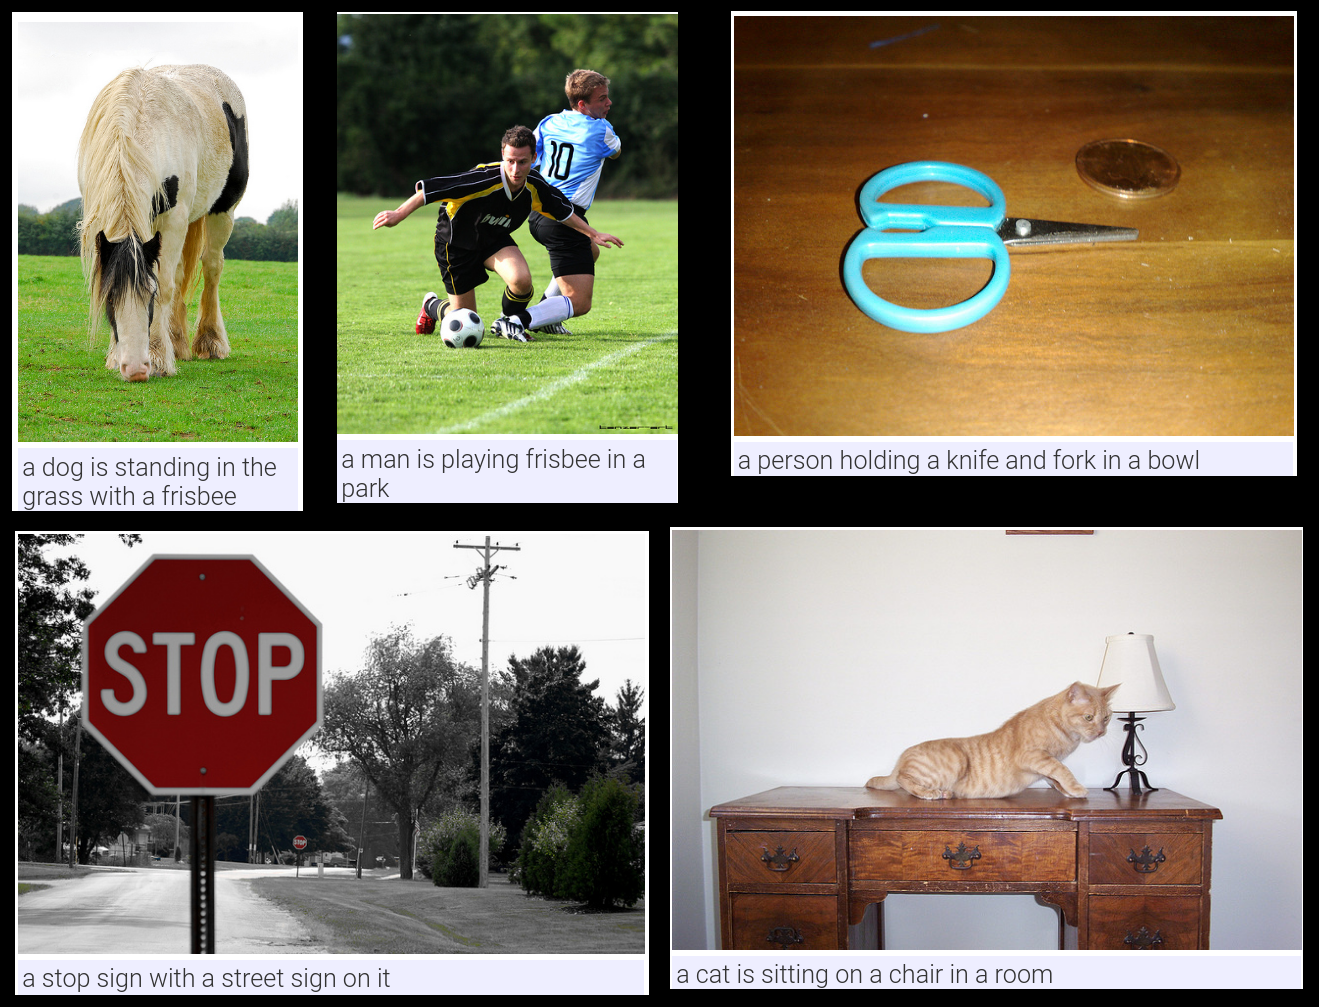 10
a dog is standing in the
grass with a frisbee
a man is playing frisbee in a
park
a person holding a knife and fork in a bowl
STOP
STOP
a stop sign with a street sign on it
a cat is sitting on a chair in a room